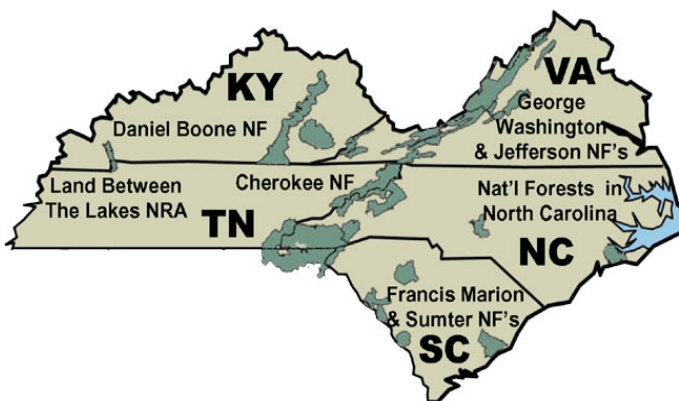 KY
Daniel Boone NF
VA
George
Washington
& Jefferson NF's
Land Between
The Lakes NRA
Cherokee NF
TN
Nat'l Forests in
North Carolina
NC
Francis Marion
& Sumter NF's
SC